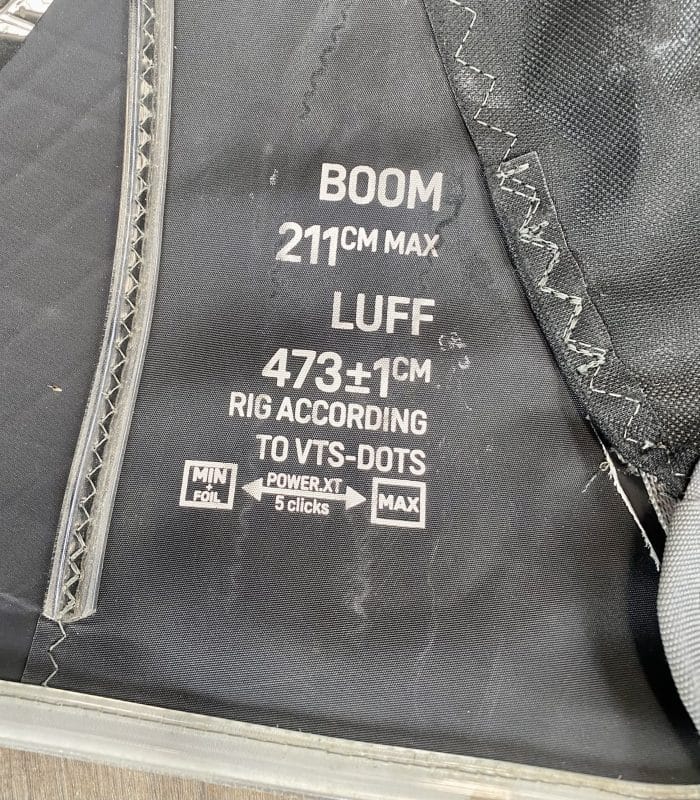 BOOM
211CM MAX
LUFF
473±1CM
RIG ACCORDING
TO VTS-DOTS
MIN + FOIL POWER.XT MAX
5 clicks